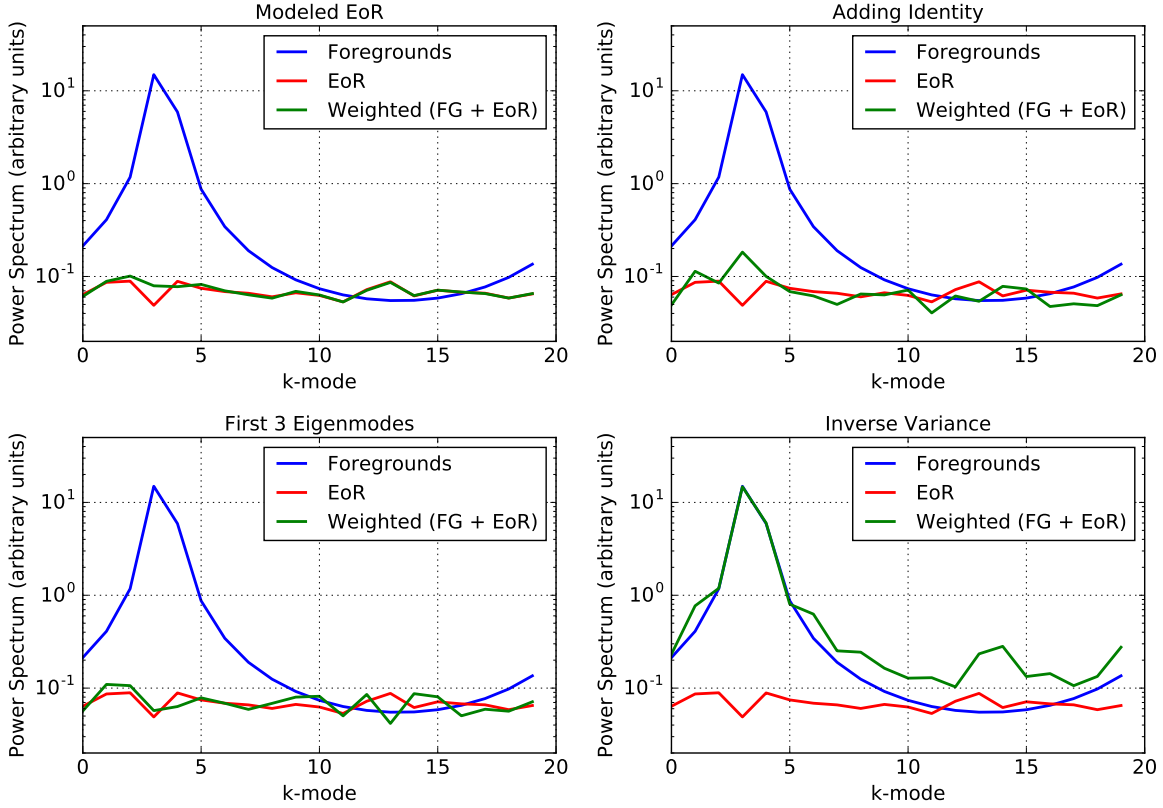 Modeled EoR
Power Spectrum (arbitrary units)
10^1
10^0
10^-1
Foregrounds
EoR
Weighted (FG + EoR)
0 5 10 15 20
k-mode
Adding Identity
Power Spectrum (arbitrary units)
10^1
10^0
10^-1
Foregrounds
EoR
Weighted (FG + EoR)
0 5 10 15 20
k-mode
First 3 Eigenmodes
Power Spectrum (arbitrary units)
10^1
10^0
10^-1
Foregrounds
EoR
Weighted (FG + EoR)
0 5 10 15 20
k-mode
Inverse Variance
Power Spectrum (arbitrary units)
10^1
10^0
10^-1
Foregrounds
EoR
Weighted (FG + EoR)
0 5 10 15 20
k-mode